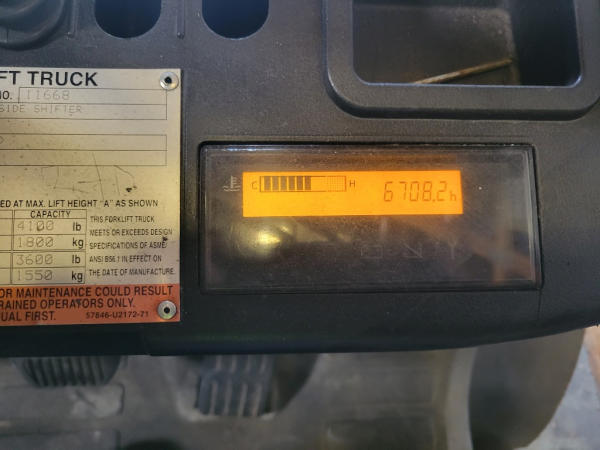 FT TRUCK
NO. 11668
SIDE SHIFTER
ED AT MAX. LIFT HEIGHT "A" AS SHOWN
CAPACITY
4100 lb
1800 kg
3600 lb
1550 kg
THIS FORKLIFT TRUCK
MEETS OR EXCEEDS DESIGN
SPECIFICATIONS OF ASME/
ANSI B56.1 IN EFFECT ON
THE DATE OF MANUFACTURE.
OR MAINTENANCE COULD RESULT
RAINED OPERATORS ONLY.
UAL FIRST.
57846-U2172-71
C H
6708.2h